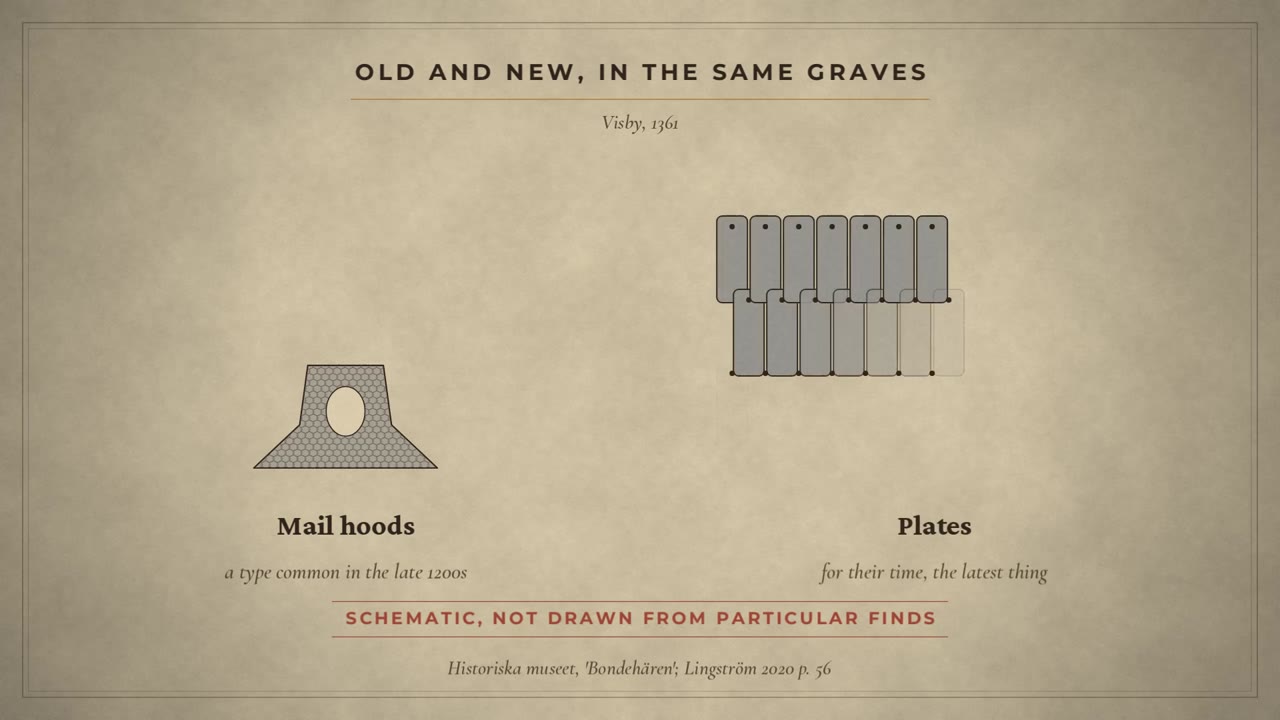 OLD AND NEW, IN THE SAME GRAVES
Visby, 1361
Mail hoods
Plates
a type common in the late 1200s
for their time, the latest thing
SCHEMATIC, NOT DRAWN FROM PARTICULAR FINDS
Historiska museet, 'Bondehären'; Lingström 2020 p. 56